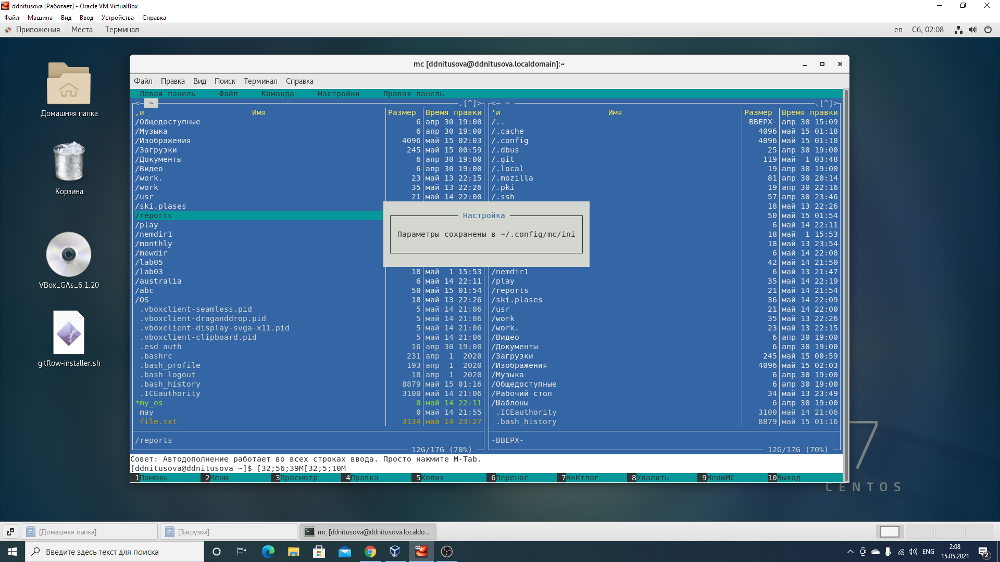 ddnitusova [Работает] - Oracle VM VirtualBox
Файл Машина Вид Ввод Устройства Справка
Приложения Места Терминал en Сб, 02:08
mc [ddnitusova@ddnitusova.localdomain]:~
Файл Правка Вид Поиск Терминал Справка
Левая панель Файл Команда Настройки Правая панель
<─ ~ .[^]> <─ ~ .[^]>
,и Имя Размер Время правки 'и Имя Размер Время правки
/Общедоступные 6 апр 30 19:00 /.. -ВВЕРХ- апр 30 15:09
/Музыка 6 апр 30 19:00 /.cache 4096 май 15 01:18
/Изображения 4096 май 15 02:03 /.config 4096 май 15 01:18
/Загрузки 245 май 15 00:59 /.dbus 25 апр 30 19:00
/Документы 6 апр 30 19:00 /.git 119 май 1 03:48
/Видео 6 апр 30 19:00 /.local 19 апр 30 19:00
/work. 23 май 13 22:15 /.mozilla 81 апр 30 20:14
/work 35 май 13 22:26 /.pki 19 апр 30 22:16
/usr 21 май 14 22:00 /.ssh 57 апр 30 23:46
/ski.plases 18 май 13 22:26
/reports 50 май 15 01:54
/play 6 май 14 22:11
/nemdir1 18 май 1 15:53
/monthly 18 май 13 23:54
/mewdir 6 май 14 22:08
/lab05 42 май 14 21:50
Настройка
Параметры сохранены в ~/.config/mc/ini
/lab03 18 май 1 15:53 /nemdir1 6 май 13 21:47
/australia 6 май 14 22:11 /play 35 май 14 22:19
/abc 50 май 15 01:54 /reports 21 май 14 21:54
/OS 18 май 13 22:26 /ski.plases 36 май 14 22:09
.vboxclient-seamless.pid 5 май 14 21:06 /usr 21 май 14 22:00
.vboxclient-draganddrop.pid 5 май 14 21:06 /work 35 май 13 22:26
.vboxclient-display-svga-x11.pid 5 май 14 21:06 /work. 23 май 13 22:15
.vboxclient-clipboard.pid 5 май 14 21:06 /Видео 6 апр 30 19:00
.esd_auth 16 апр 30 19:00 /Документы 6 апр 30 19:00
.bashrc 231 апр 1 2020 /Загрузки 245 май 15 00:59
.bash_profile 193 апр 1 2020 /Изображения 4096 май 15 02:03
.bash_logout 18 апр 1 2020 /Музыка 6 апр 30 19:00
.bash_history 8879 май 15 01:16 /Общедоступные 6 апр 30 19:00
.ICEauthority 3100 май 14 21:06 /Рабочий стол 34 май 13 23:49
*my_os 0 май 14 22:11 /Шаблоны 6 апр 30 19:00
may 0 май 14 21:55 .ICEauthority 3100 май 14 21:06
file.txt 3134 май 14 23:27 .bash_history 8879 май 15 01:16
/reports -ВВЕРХ-
12G/17G (70%) 12G/17G (70%)
Совет: Автодополнение работает во всех строках ввода. Просто нажмите M-Tab.
[ddnitusova@ddnitusova ~]$ [32;56;39M[32;5;10M
1Помощь 2Меню 3Просмотр 4Правка 5Копия 6Перенос 7НвКтлог 8Удалить 9МенюМС 10Выход
Домашняя папка
Корзина
VBox_GAs_6.1.20
gitflow-installer.sh
7
CENTOS
[Домашняя папка] [Загрузки] mc [ddnitusova@ddnitusova.localdo...
Введите здесь текст для поиска ENG 2:08
15.05.2021 2